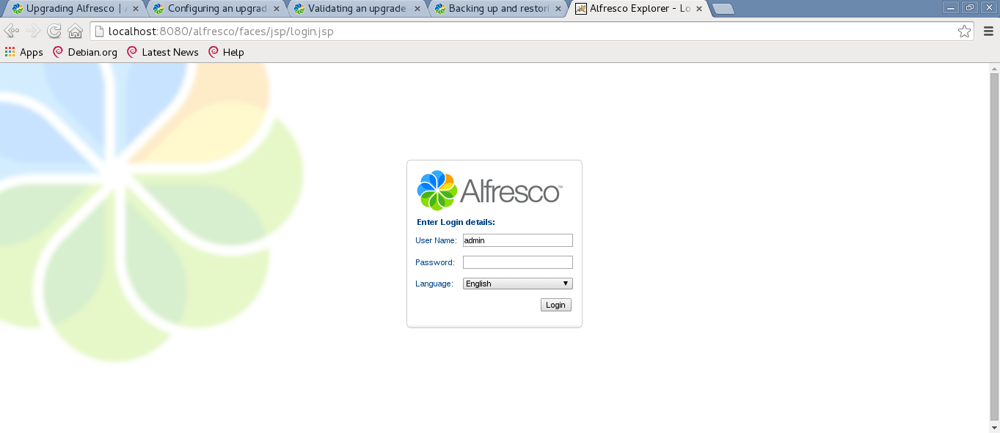 Upgrading Alfresco | Configuring an upgrad Validating an upgrade Backing up and restori Alfresco Explorer - Lo
localhost:8080/alfresco/faces/jsp/login.jsp
Apps Debian.org Latest News Help
Alfresco™
Enter Login details:
User Name: admin
Password:
Language: English
Login